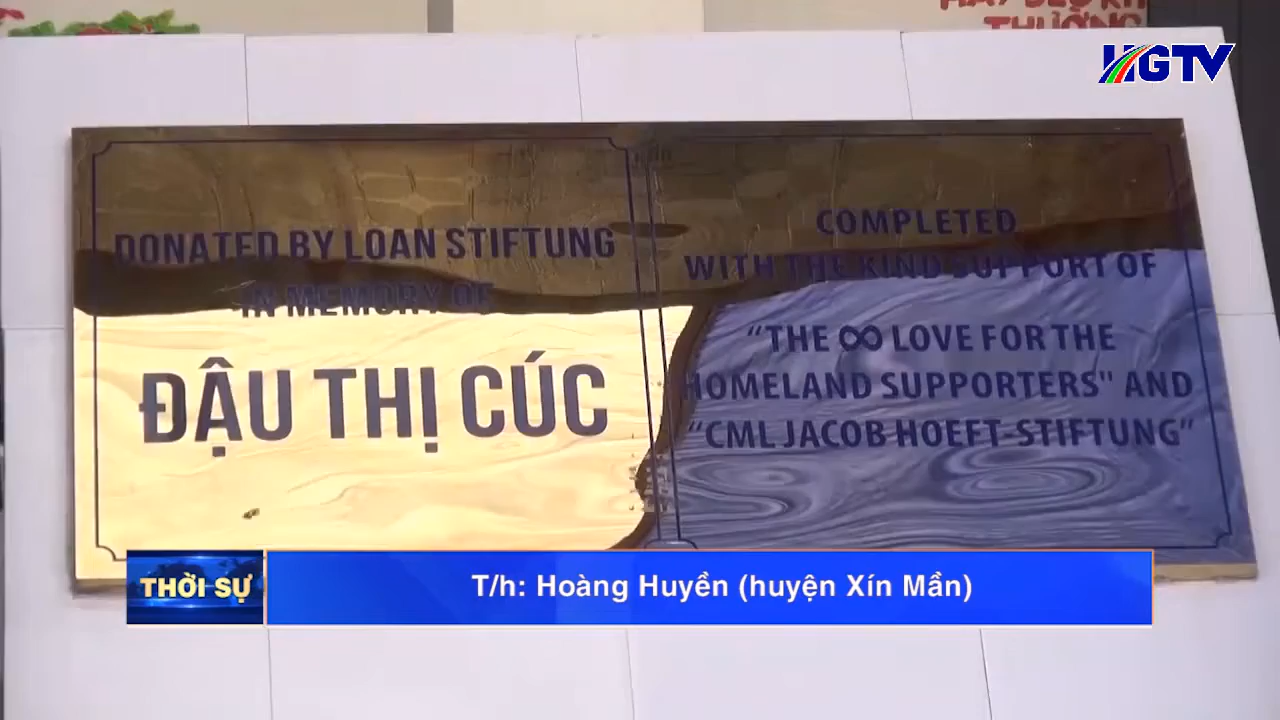 THƯƠNG
HGTV
DONATED BY LOAN STIFTUNG
IN MEMORY OF
ĐẬU THỊ CÚC
COMPLETED
WITH THE KIND SUPPORT OF
“THE ∞ LOVE FOR THE
HOMELAND SUPPORTERS" AND
“CML JACOB HOEFT-STIFTUNG”
THỜI SỰ
T/h: Hoàng Huyền (huyện Xín Mần)